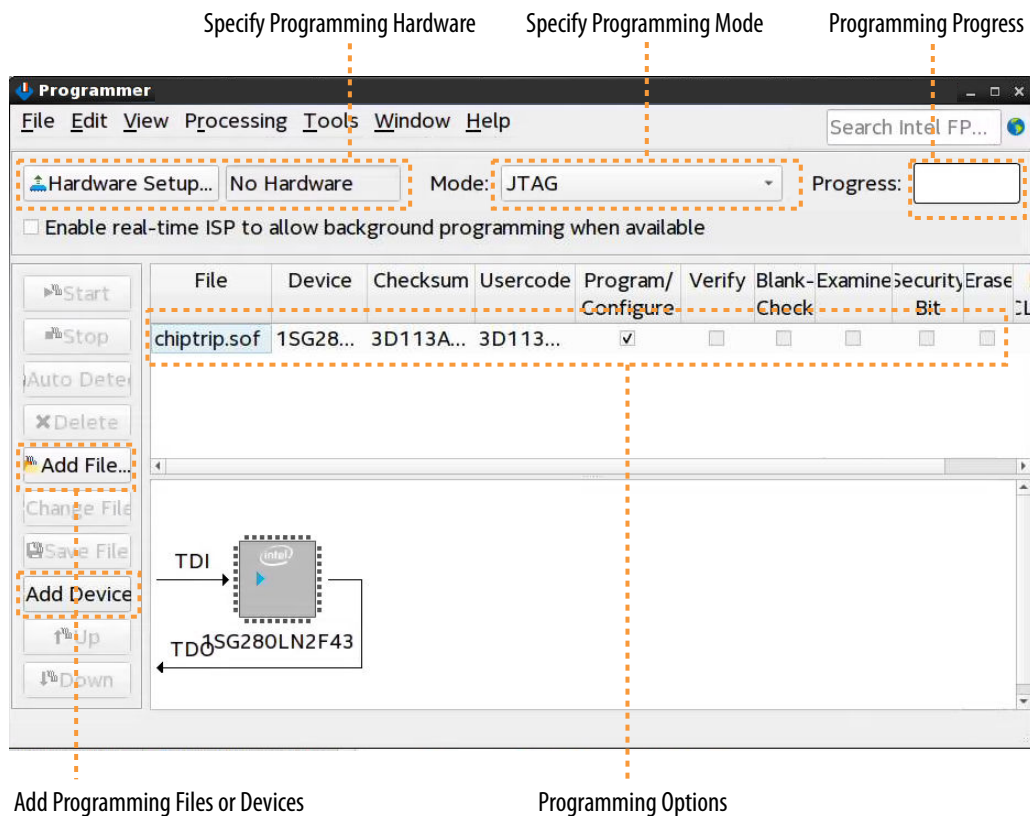 Specify Programming Hardware Specify Programming Mode Programming Progress
Programmer
File Edit View Processing Tools Window Help
Search Intel FP...
Hardware Setup... No Hardware Mode: JTAG Progress:
Enable real-time ISP to allow background programming when available
File Device Checksum Usercode Program/ Configure Verify Blank- Check Examine Security Bit Erase
chiptrip.sof 1SG28... 3D113A... 3D113...
Start
Stop
Auto Dete
Delete
Add File...
Change File
Save File
Add Device
Up
Down
TDI
intel
1SG280LN2F43
TDO
Add Programming Files or Devices Programming Options